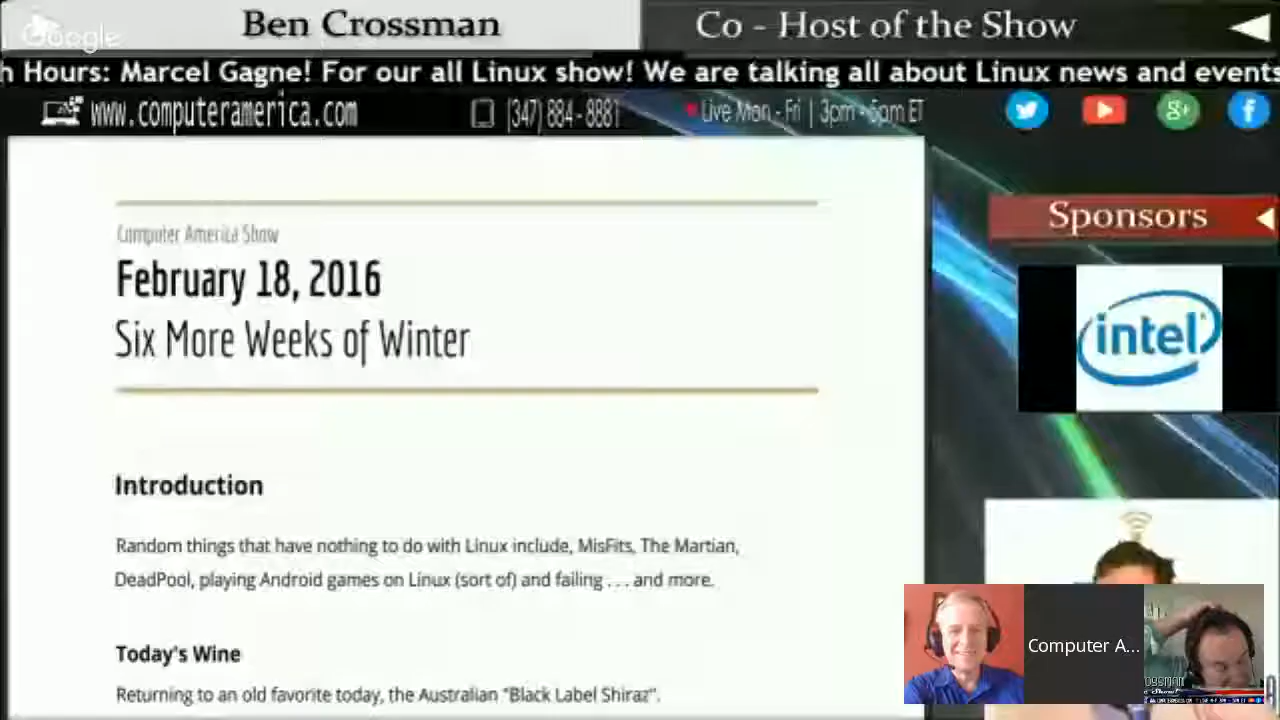 Google
Ben Crossman
Co - Host of the Show
h Hours: Marcel Gagne! For our all Linux show! We are talking all about Linux news and events
www.computeramerica.com
(347) 884-8881
Live Mon - Fri | 3pm - 5pm ET
g+
Sponsors
intel
Computer America Show
February 18, 2016
Six More Weeks of Winter
Introduction
Random things that have nothing to do with Linux include, MisFits, The Martian,
DeadPool, playing Android games on Linux (sort of) and failing . . . and more.
Today's Wine
Returning to an old favorite today, the Australian "Black Label Shiraz".
Computer A...